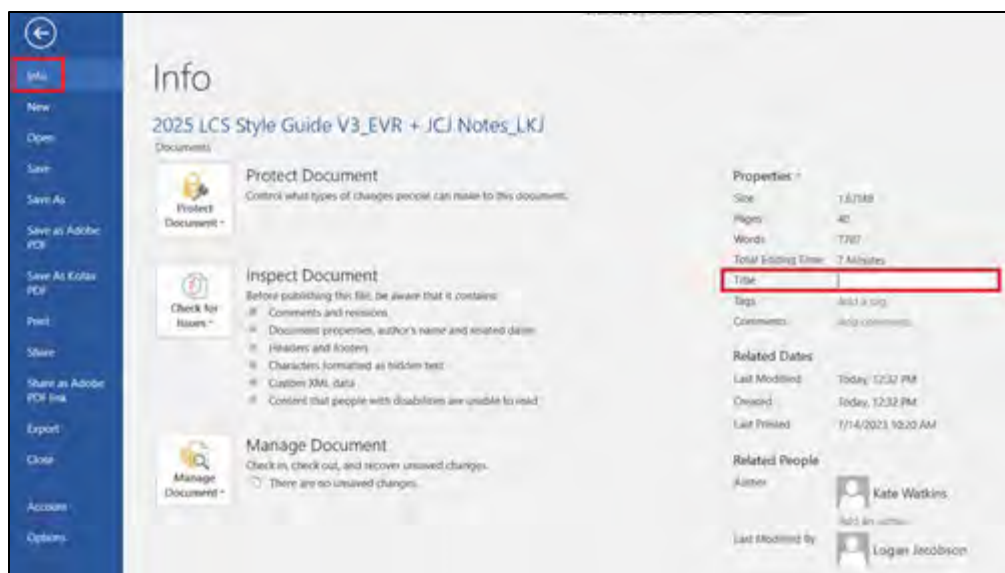 Info
New
Open
Save
Save As
Save as Adobe
PDF
Save As Kofax
PDF
Print
Share
Share as Adobe
PDF link
Export
Close
Account
Options
Info
2025 LCS Style Guide V3_EVR + JCJ Notes_LKJ
Documents
Protect
Document
Protect Document
Control what types of changes people can make to this document.
Check for
Issues
Inspect Document
Before publishing this file, be aware that it contains:
Comments and revisions
Document properties, author's name and related dates
Headers and footers
Characters formatted as hidden text
Custom XML data
Content that people with disabilities are unable to read
Manage
Document
Manage Document
Check in, check out, and recover unsaved changes.
There are no unsaved changes.
Properties
Size
Pages 40
Words 7707
Total Editing Time 7 Minutes
Title
Tags Add a tag
Comments Add comments
Related Dates
Last Modified Today, 12:32 PM
Created Today, 12:32 PM
Last Printed 7/14/2023 10:20 AM
Related People
Author Kate Watkins
Add an author
Last Modified By Logan Jacobson